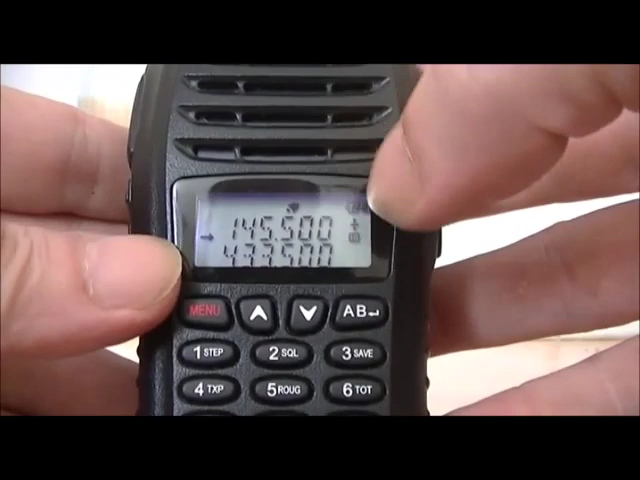 145.500
433.500
MENU AB
1 STEP 2 SQL 3 SAVE
4 TXP 5 ROUG 6 TOT